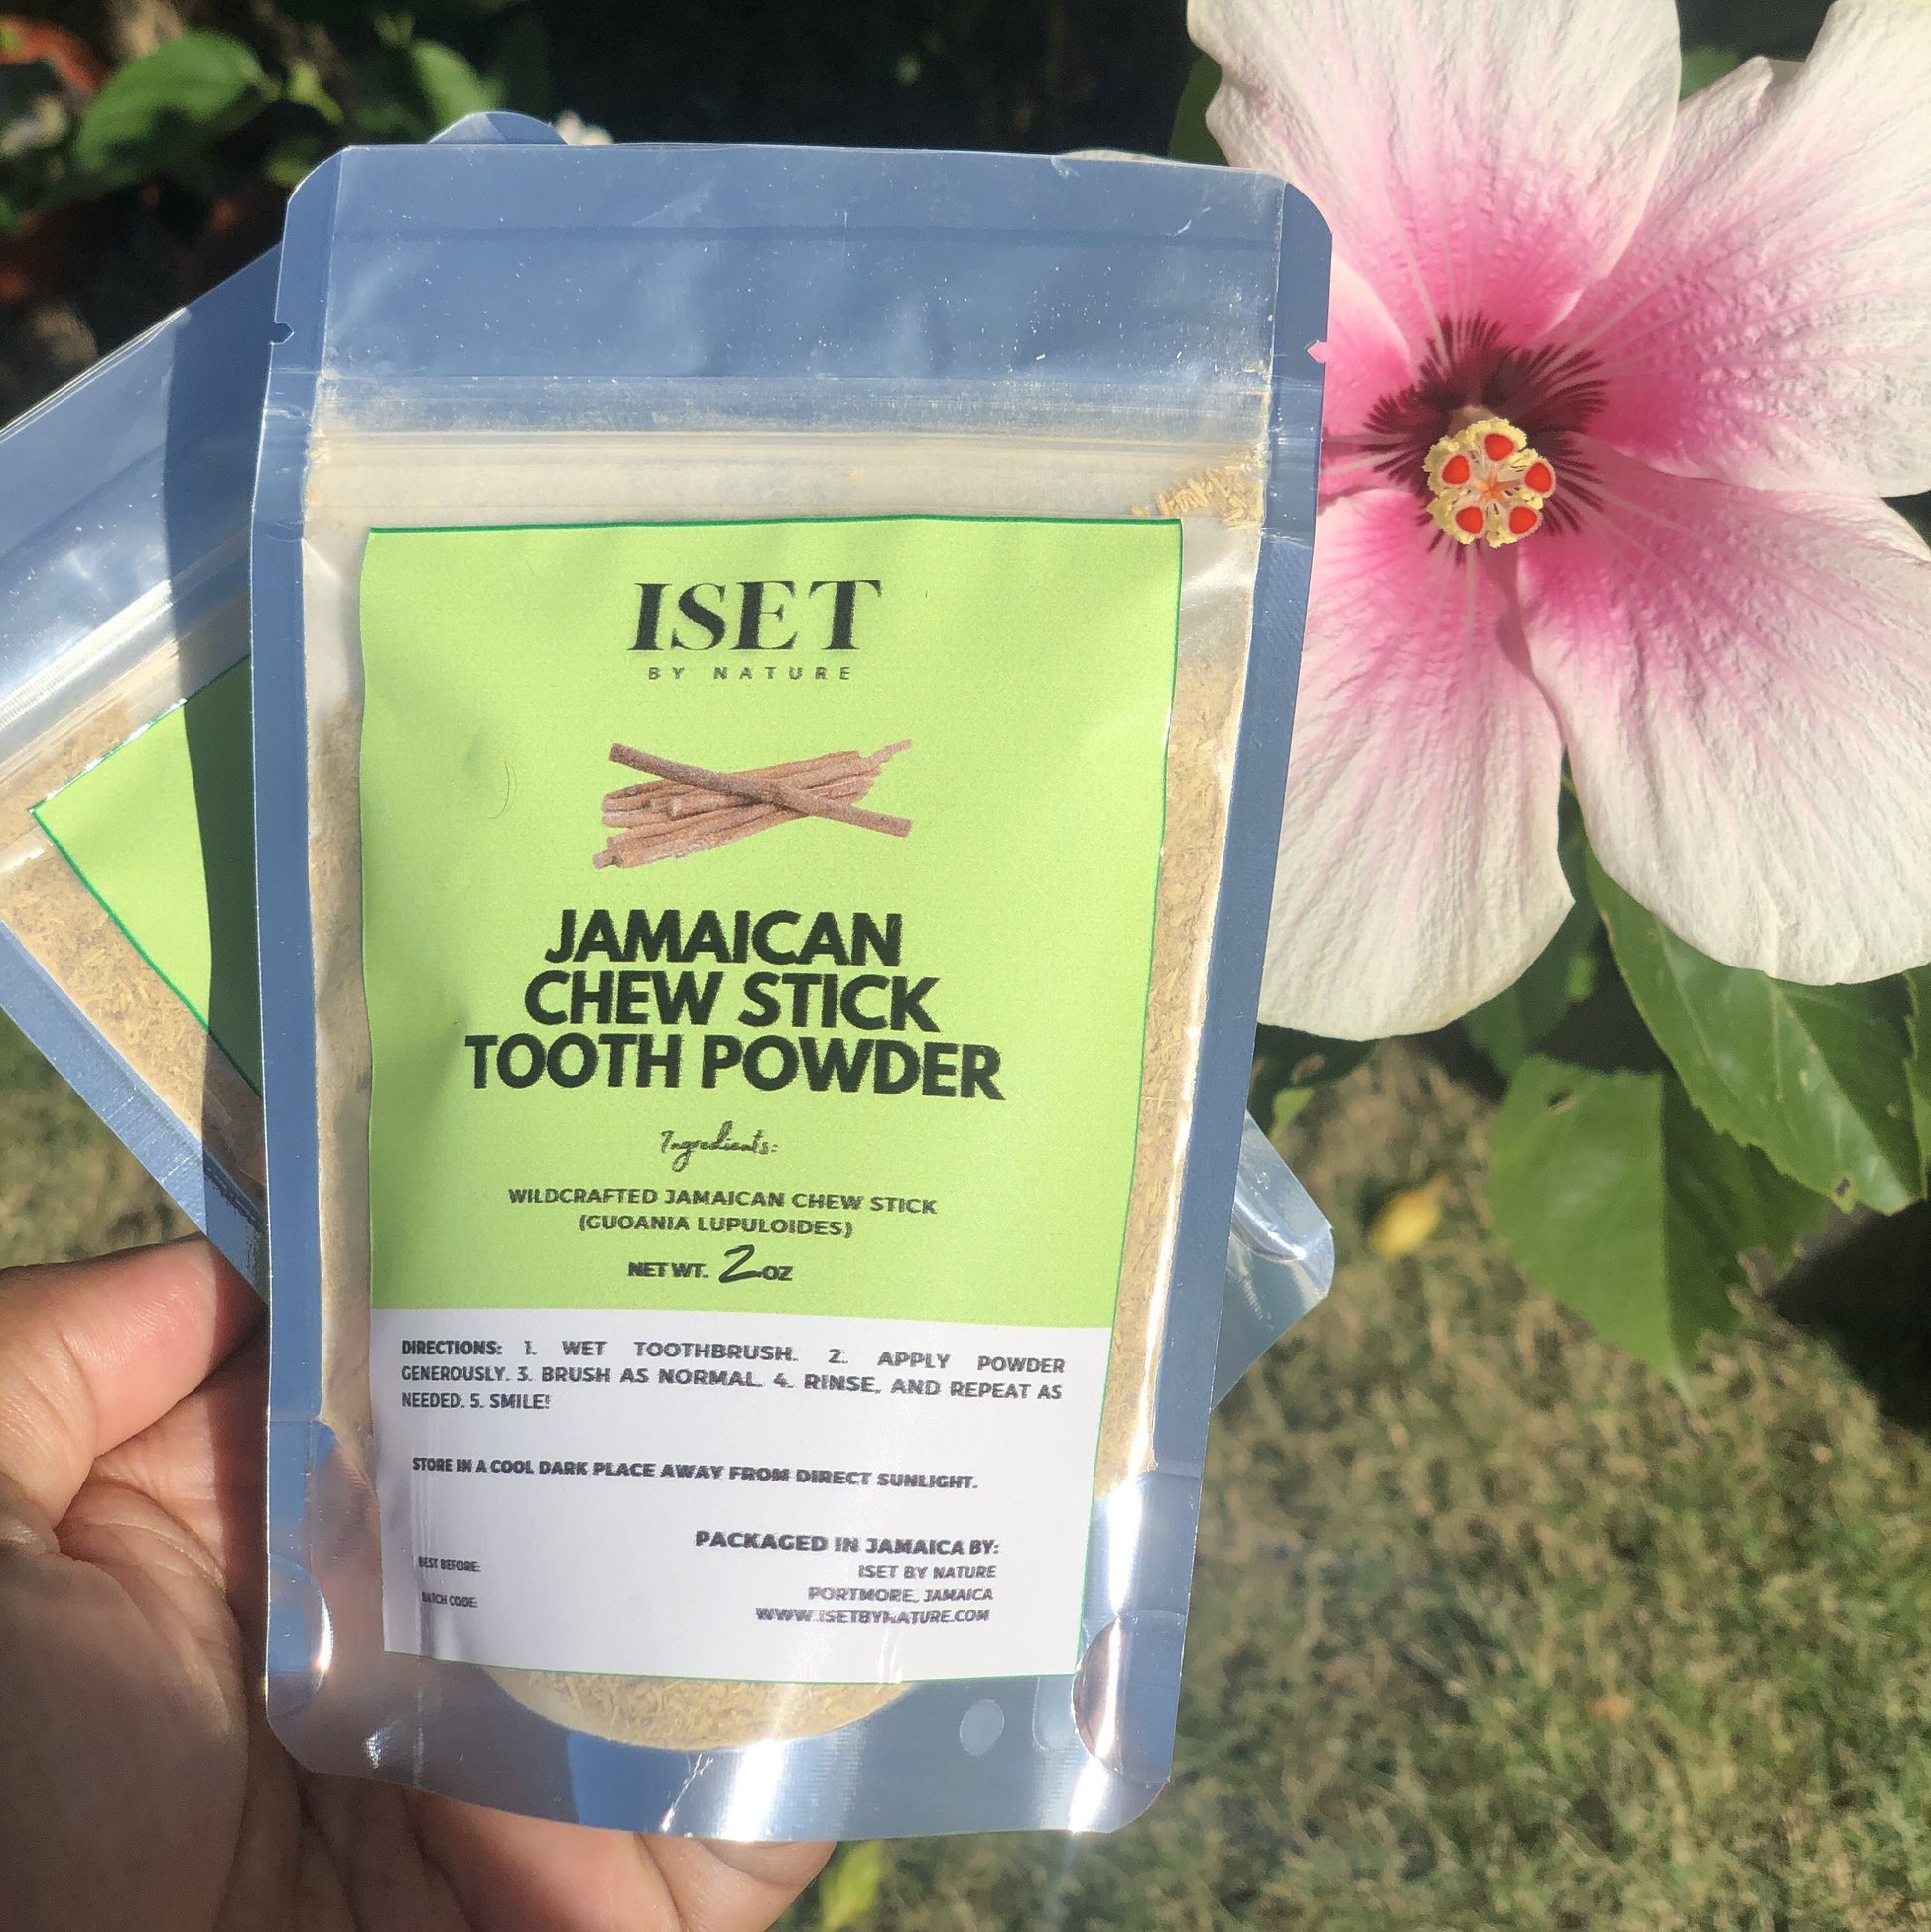 ISET
BY NATURE
JAMAICAN
CHEW STICK
TOOTH POWDER
Ingredients:
WILDCRAFTED JAMAICAN CHEW STICK
(GUOANIA LUPULOIDES)
NET WT. 2 OZ
DIRECTIONS: 1. WET TOOTHBRUSH. 2. APPLY POWDER
GENEROUSLY. 3. BRUSH AS NORMAL. 4. RINSE, AND REPEAT AS
NEEDED. 5. SMILE!
STORE IN A COOL DARK PLACE AWAY FROM DIRECT SUNLIGHT.
PACKAGED IN JAMAICA BY:
BEST BEFORE:
ISET BY NATURE
PORTMORE, JAMAICA
BATCH CODE:
WWW.ISETBYNATURE.COM